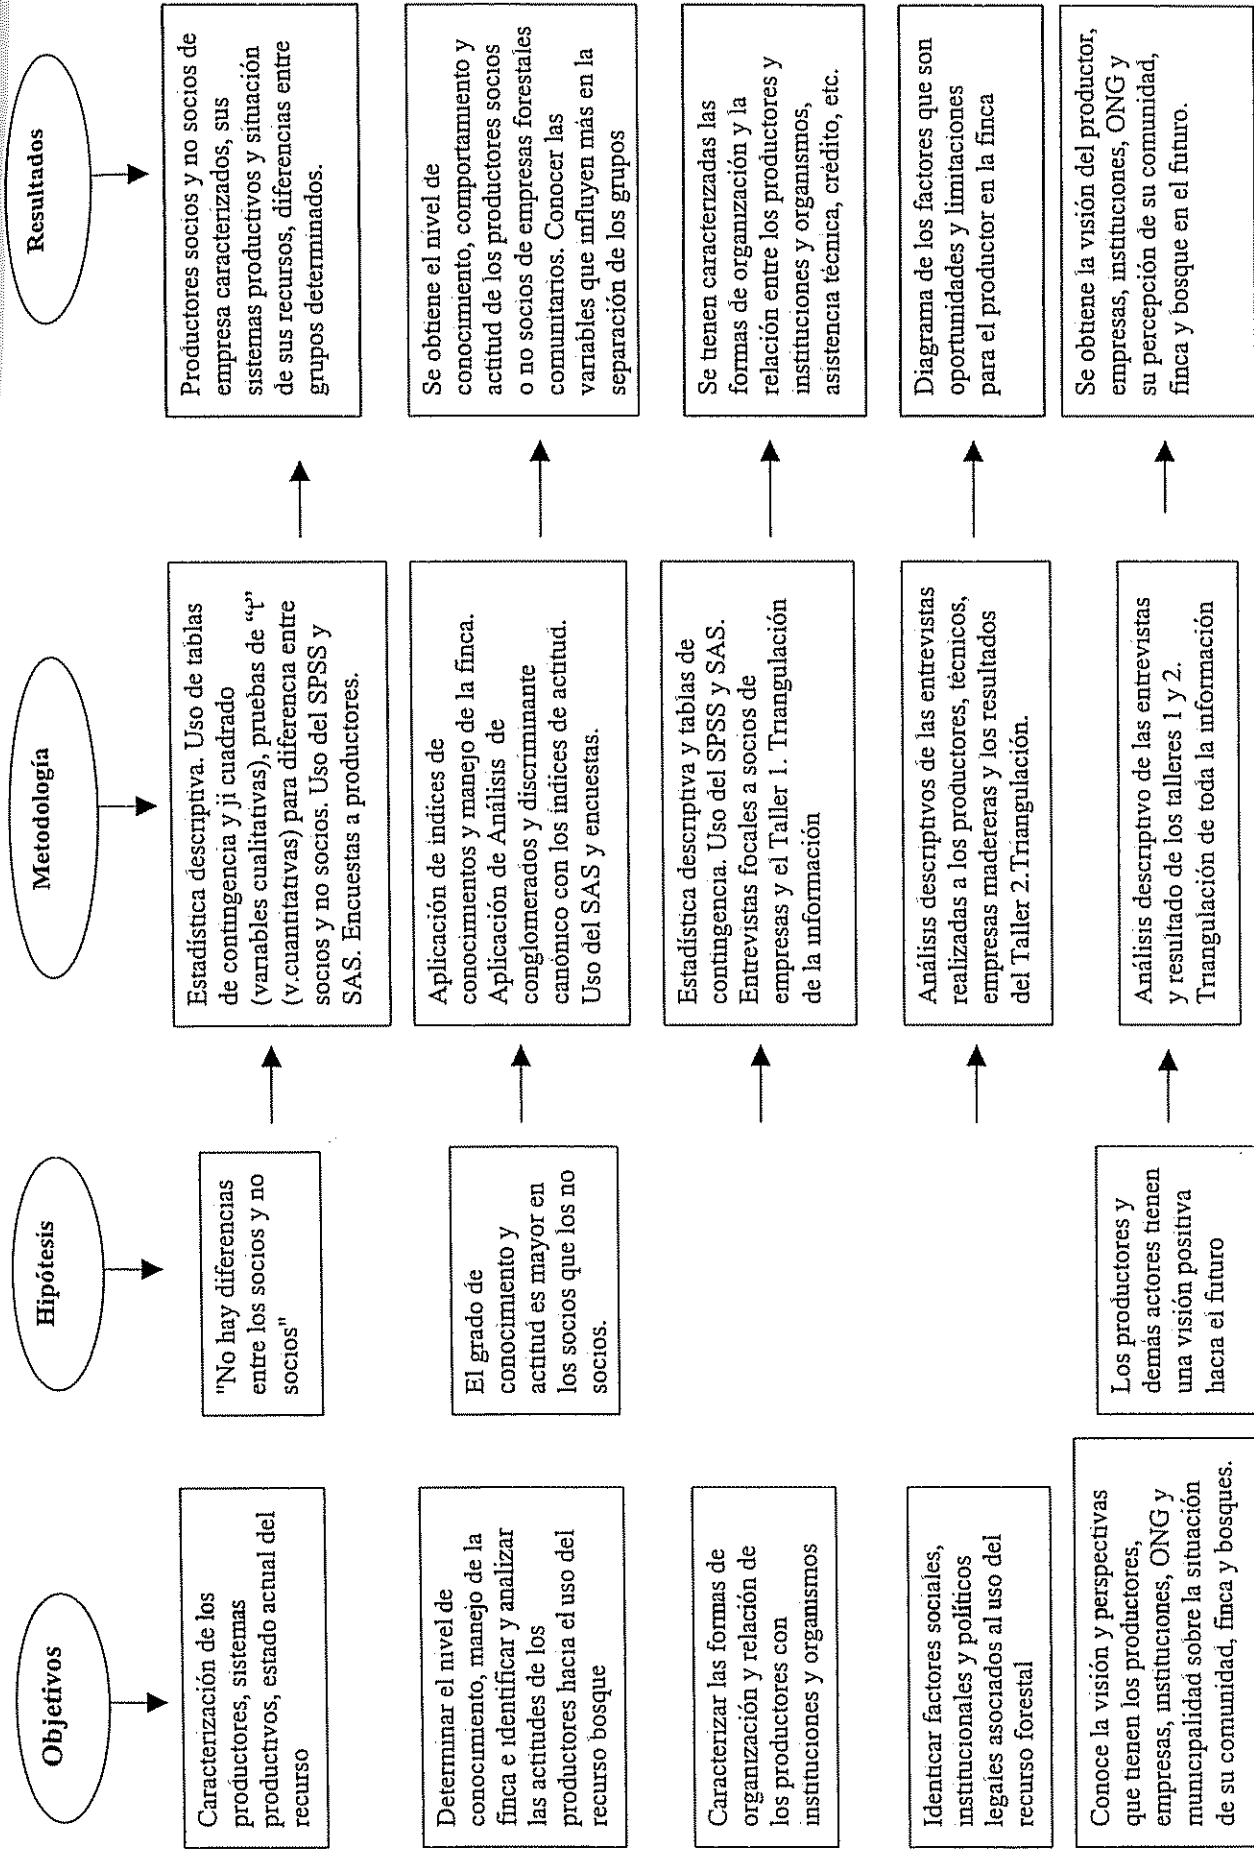 Objetivos
Hipótesis
Metodología
Resultados
Caracterización de los
productores, sistemas
productivos, estado actual del
recurso
"No hay diferencias
entre los socios y no
socios"
Estadística descriptiva. Uso de tablas
de contingencia y ji cuadrado
(variables cualitativas), pruebas de “t”
(v.cuantitativas) para diferencia entre
socios y no socios. Uso del SPSS y
SAS. Encuestas a productores.
Productores socios y no socios de
empresa caracterizados, sus
sistemas productivos y situación
de sus recursos, diferencias entre
grupos determinados.
Determinar el nivel de
conocimiento, manejo de la
finca e identificar y analizar
las actitudes de los
productores hacia el uso del
recurso bosque
El grado de
conocimiento y
actitud es mayor en
los socios que los no
socios.
Aplicación de índices de
conocimientos y manejo de la finca.
Aplicación de Análisis de
conglomerados y discriminante
canónico con los índices de actitud.
Uso del SAS y encuestas.
Se obtiene el nivel de
conocimiento, comportamiento y
actitud de los productores socios
o no socios de empresas forestales
comunitarios. Conocer las
variables que influyen más en la
separación de los grupos
Caracterizar las formas de
organización y relación de
los productores con
instituciones y organismos
Estadística descriptiva y tablas de
contingencia. Uso del SPSS y SAS.
Entrevistas focales a socios de
empresas y el Taller 1. Triangulación
de la información
Se tienen caracterizadas las
formas de organización y la
relación entre los productores y
instituciones y organismos,
asistencia técnica, crédito, etc.
Identicar factores sociales,
institucionales y políticos
legales asociados al uso del
recurso forestal
Análisis descriptivos de las entrevistas
realizadas a los productores, técnicos,
empresas madereras y los resultados
del Taller 2.Triangulación.
Diagrama de los factores que son
oportunidades y limitaciones
para el productor en la finca
Conoce la visión y perspectivas
que tienen los productores,
empresas, instituciones, ONG y
municipalidad sobre la situación
de su comunidad, finca y bosques.
Los productores y
demás actores tienen
una visión positiva
hacia el futuro
Análisis descriptivo de las entrevistas
y resultado de los talleres 1 y 2.
Triangulación de toda la información
Se obtiene la visión del productor,
empresas, instituciones, ONG y
su percepción de su comunidad,
finca y bosque en el futuro.